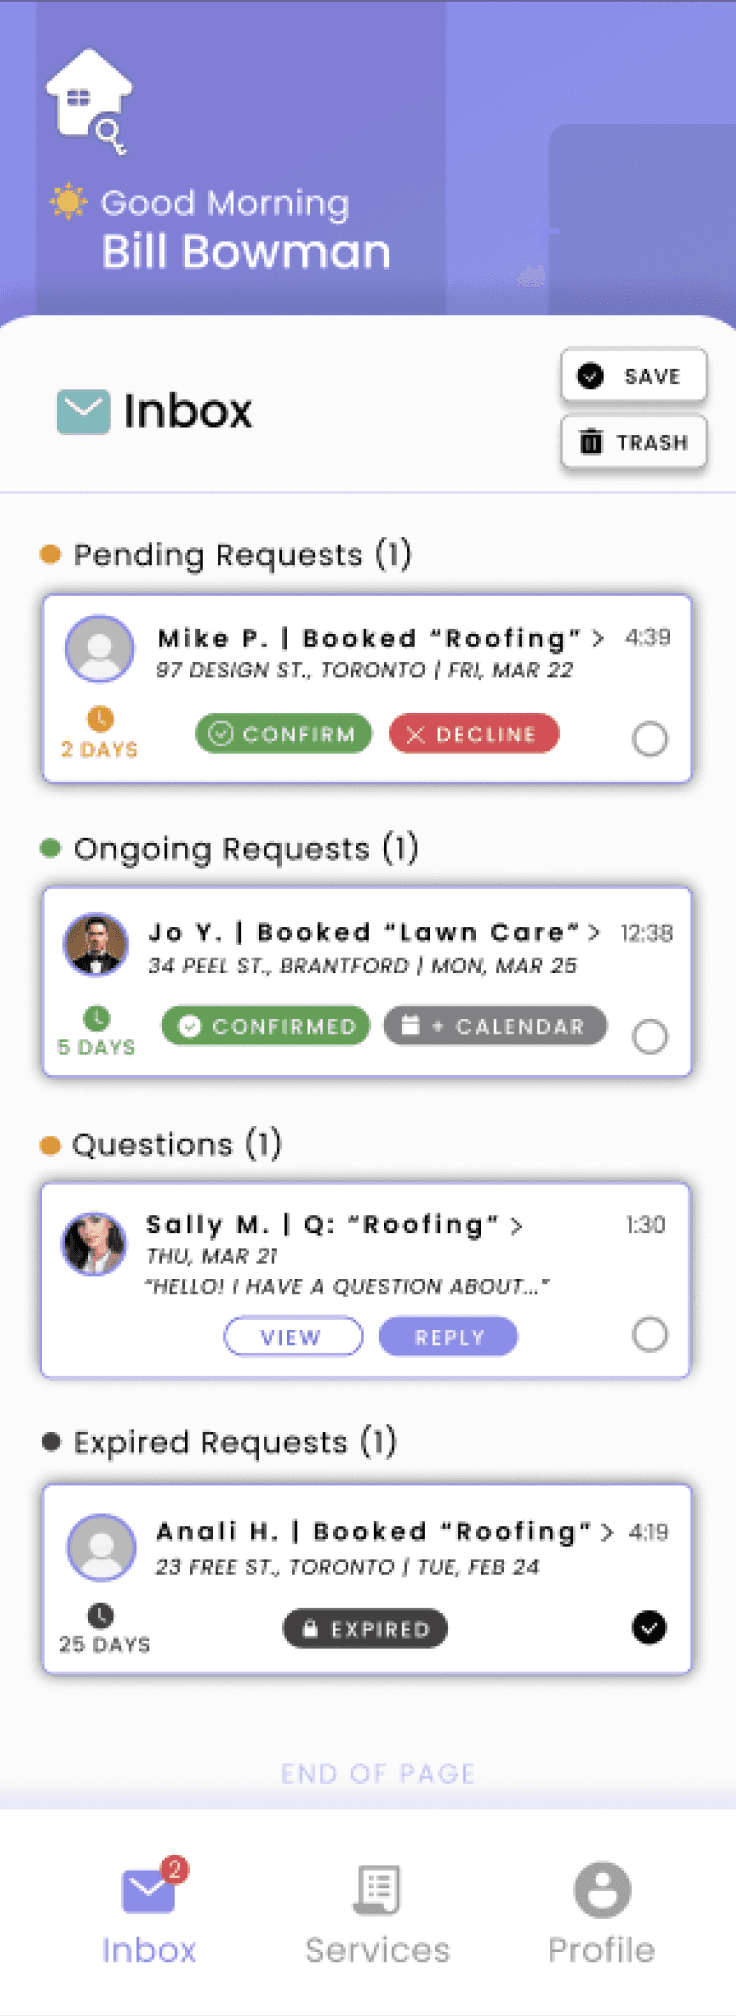 Good Morning
Bill Bowman
Inbox
SAVE
TRASH
Pending Requests (1)
Mike P. | Booked “Roofing” > 4:39
97 DESIGN ST., TORONTO | FRI, MAR 22
2 DAYS
CONFIRM
DECLINE
Ongoing Requests (1)
Jo Y. | Booked “Lawn Care” > 12:38
34 PEEL ST., BRANTFORD | MON, MAR 25
5 DAYS
CONFIRMED
+ CALENDAR
Questions (1)
Sally M. | Q: “Roofing” > 1:30
THU, MAR 21
“HELLO! I HAVE A QUESTION ABOUT...”
VIEW
REPLY
Expired Requests (1)
Anali H. | Booked “Roofing” > 4:19
23 FREE ST., TORONTO | TUE, FEB 24
25 DAYS
EXPIRED
END OF PAGE
2
Inbox
Services
Profile